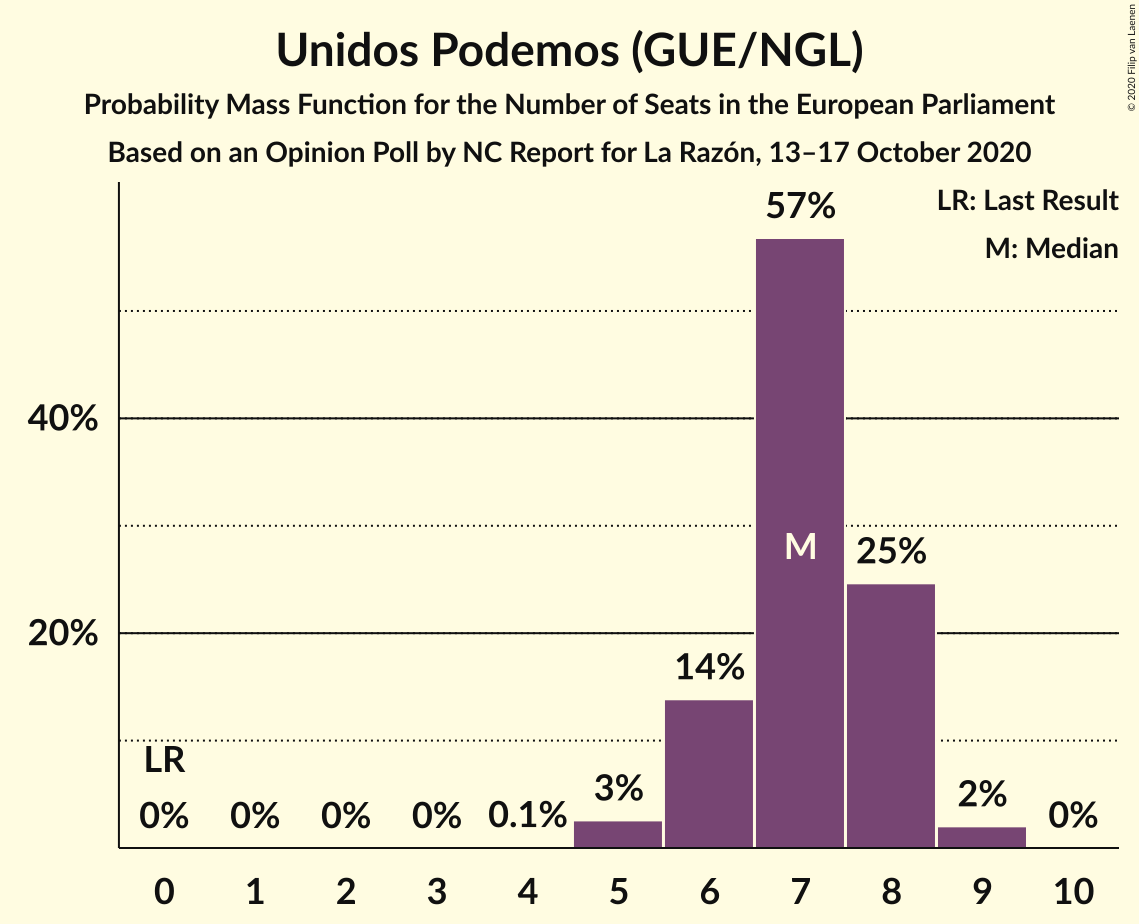 Unidos Podemos (GUE/NGL)
Probability Mass Function for the Number of Seats in the European Parliament
Based on an Opinion Poll by NC Report for La Razón, 13–17 October 2020
© 2020 Filip van Laenen
LR: Last Result
M: Median
57%
40%
M
25%
20%
14%
LR
3%
2%
0%
0%
0%
0%
0.1%
0%
0 1 2 3 4 5 6 7 8 9 10